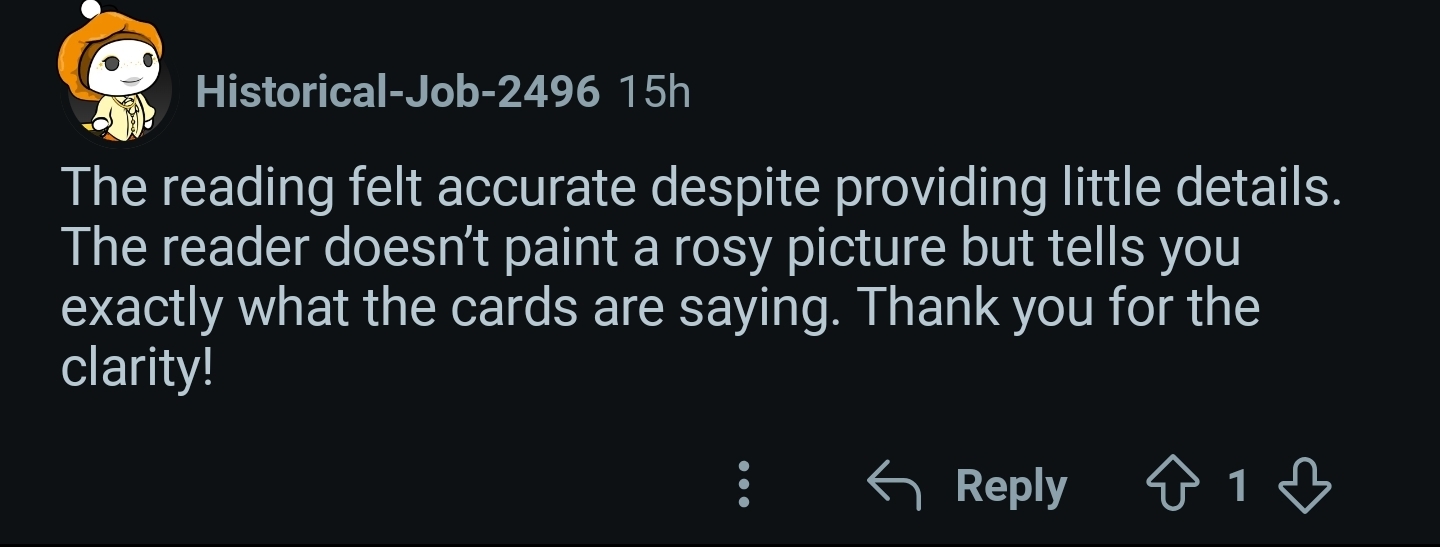 Historical-Job-2496 15h
The reading felt accurate despite providing little details.
The reader doesn’t paint a rosy picture but tells you
exactly what the cards are saying. Thank you for the
clarity!
Reply 1